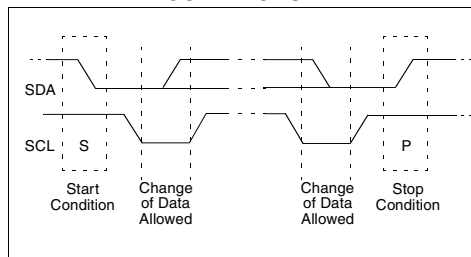 SDA
SCL
S
P
Start
Condition
Change
of Data
Allowed
Change
of Data
Allowed
Stop
Condition